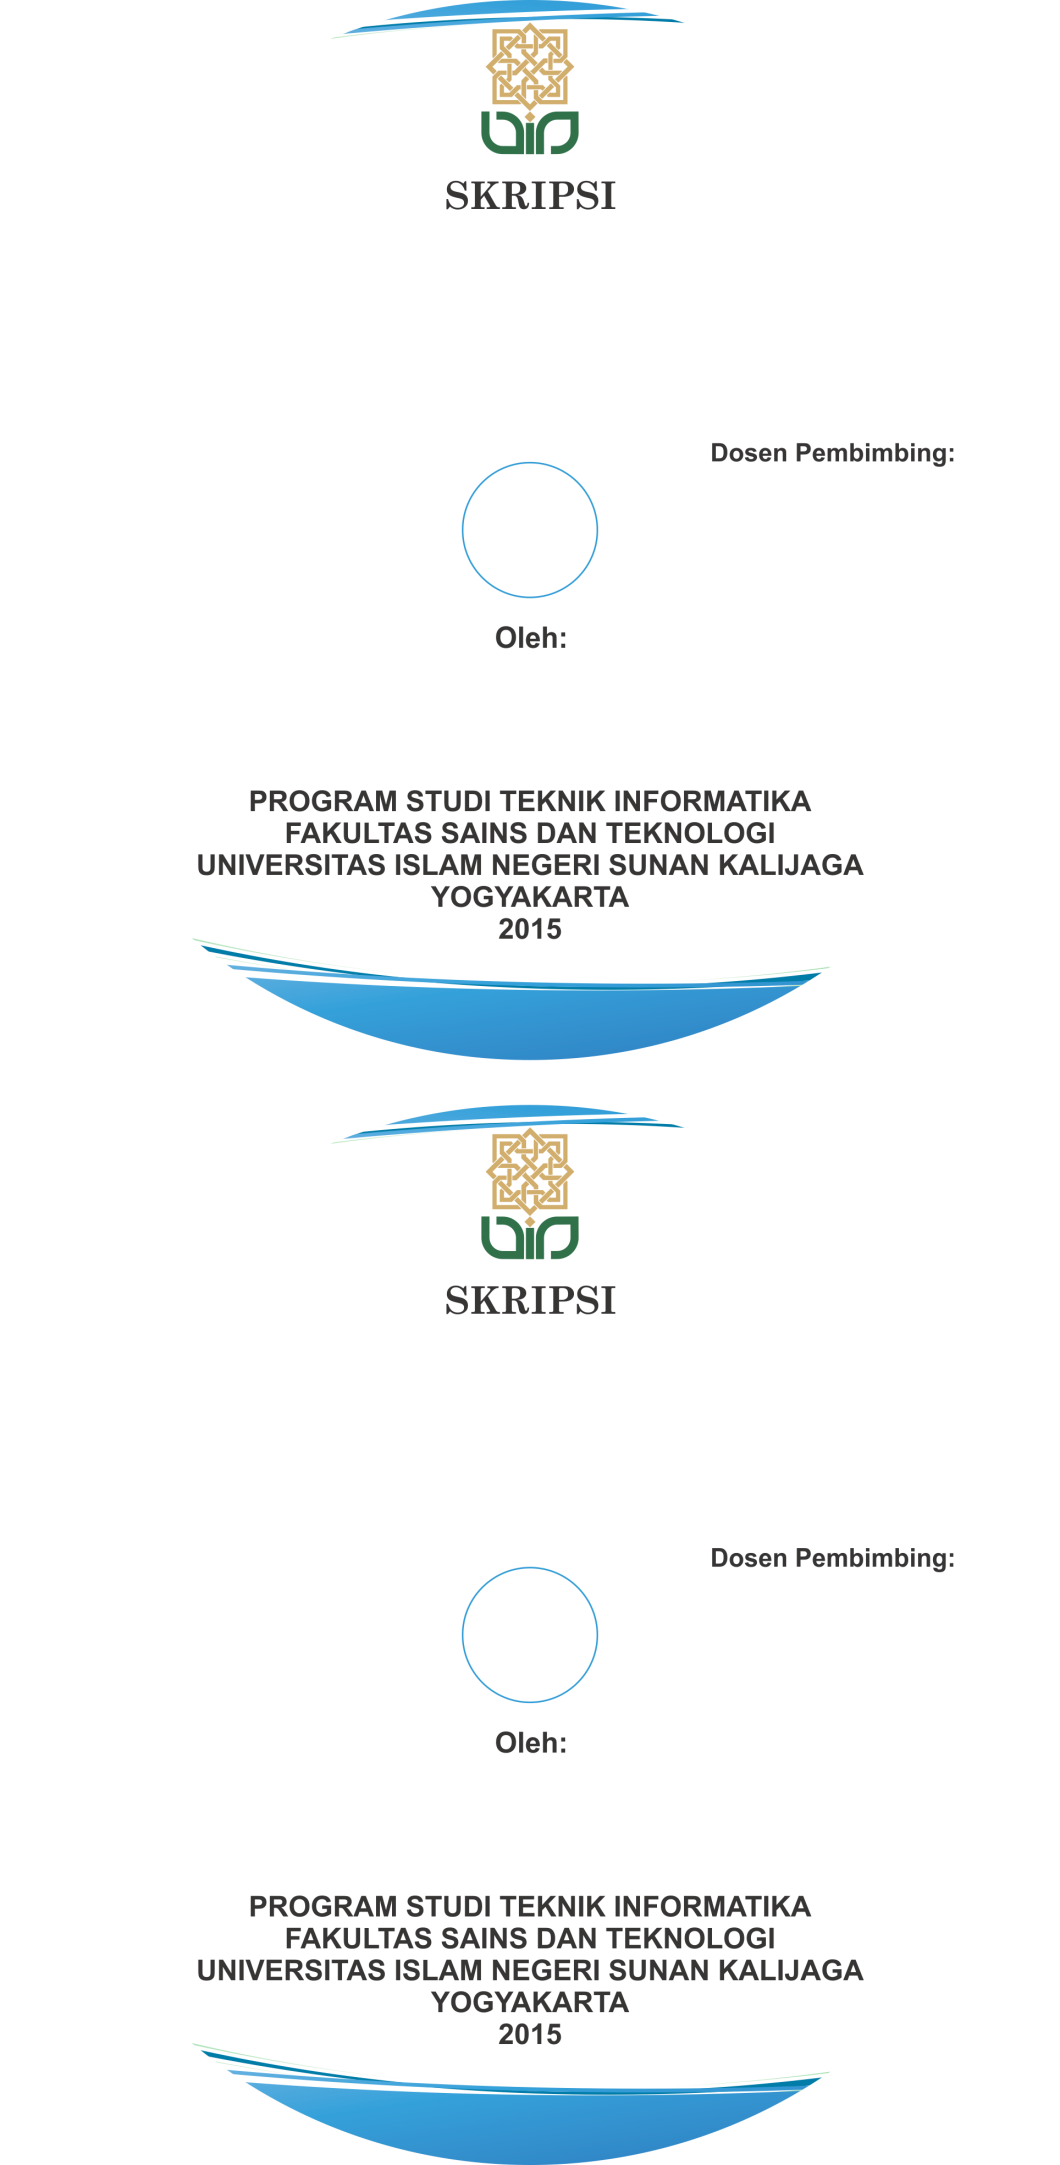 SKRIPSI
Dosen Pembimbing:
Oleh:
PROGRAM STUDI TEKNIK INFORMATIKA
FAKULTAS SAINS DAN TEKNOLOGI
UNIVERSITAS ISLAM NEGERI SUNAN KALIJAGA
YOGYAKARTA
2015
SKRIPSI
Dosen Pembimbing:
Oleh:
PROGRAM STUDI TEKNIK INFORMATIKA
FAKULTAS SAINS DAN TEKNOLOGI
UNIVERSITAS ISLAM NEGERI SUNAN KALIJAGA
YOGYAKARTA
2015